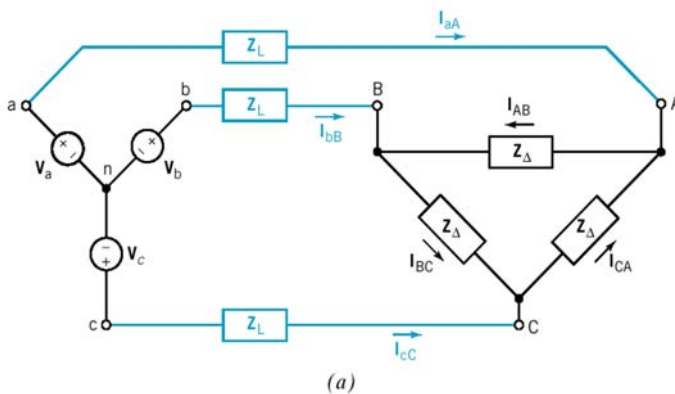 I_aA
Z_L
a
b
B
A
Z_L
I_AB
I_bB
V_a
n
V_b
Z_Δ
Z_Δ
Z_Δ
V_c
I_BC
I_CA
c
Z_L
C
I_cC
(a)